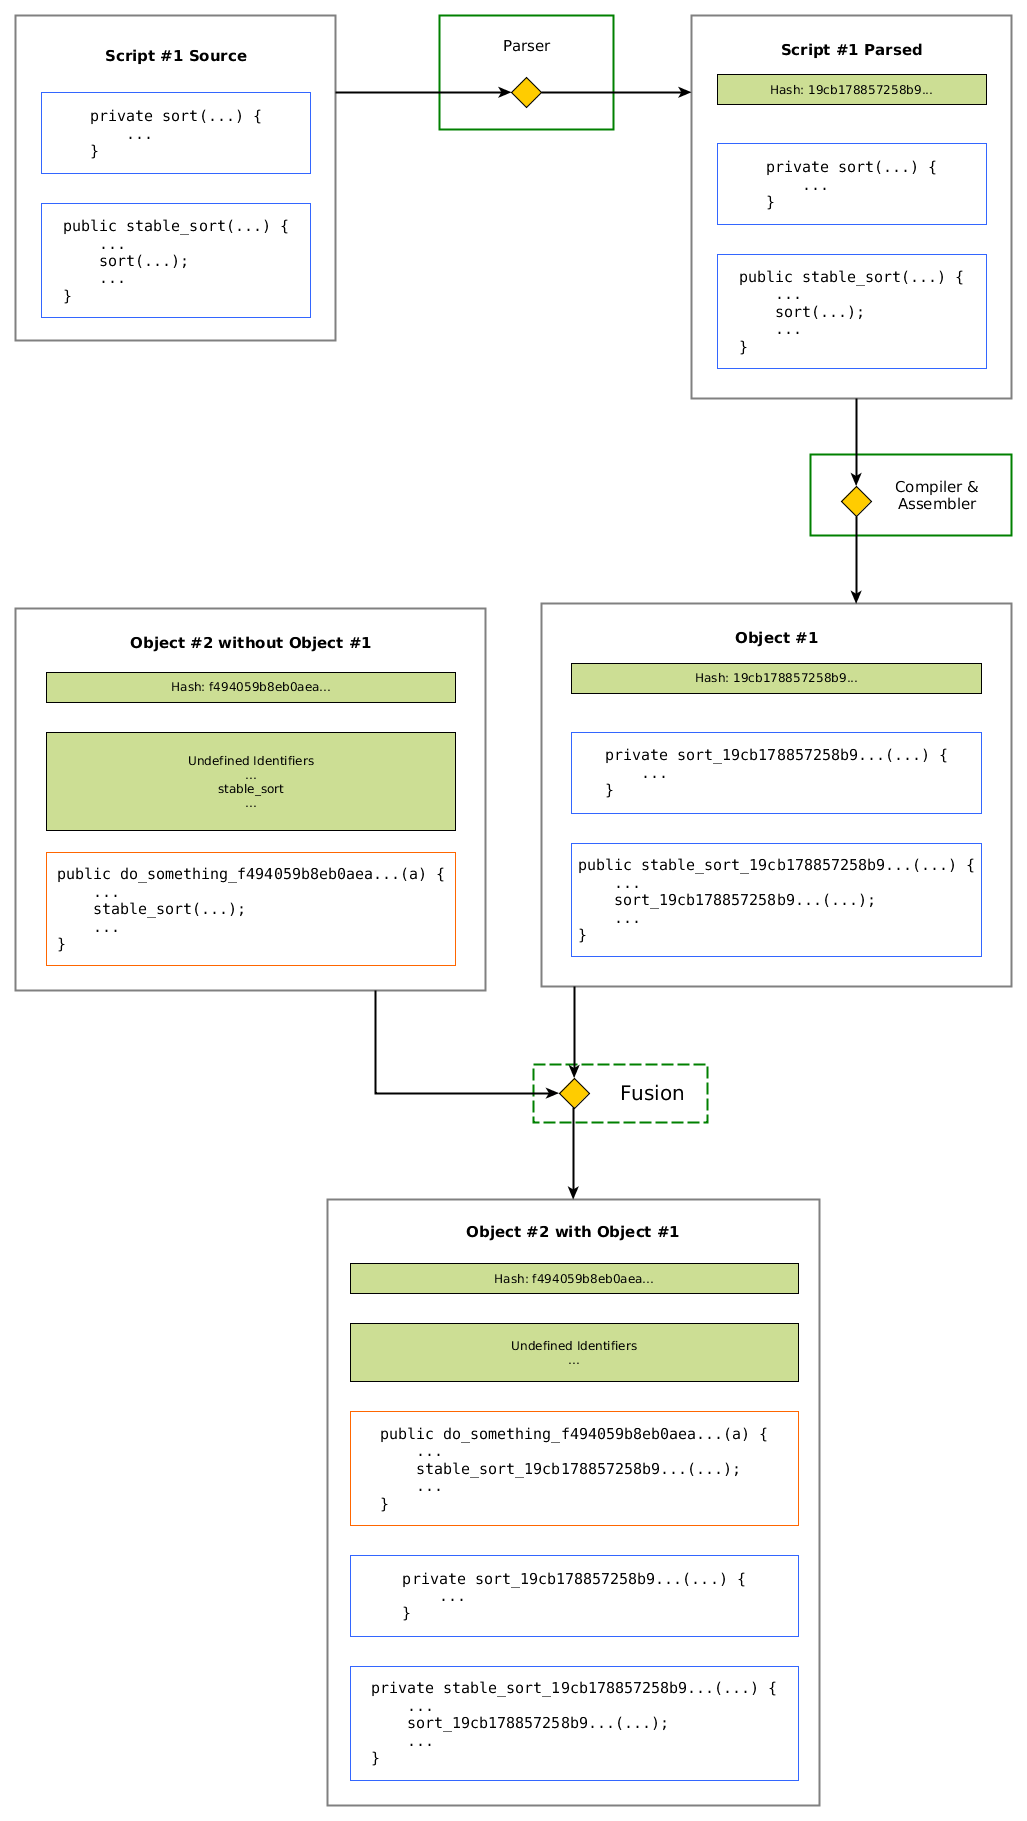 Script #1 Source
private sort(...) {
...
}
public stable_sort(...) {
...
sort(...);
...
}
Parser
Script #1 Parsed
Hash: 19cb178857258b9...
private sort(...) {
...
}
public stable_sort(...) {
...
sort(...);
...
}
Compiler &
Assembler
Object #2 without Object #1
Hash: f494059b8eb0aea...
Undefined Identifiers
...
stable_sort
...
public do_something_f494059b8eb0aea...(a) {
...
stable_sort(...);
...
}
Object #1
Hash: 19cb178857258b9...
private sort_19cb178857258b9...(...) {
...
}
public stable_sort_19cb178857258b9...(...) {
...
sort_19cb178857258b9...(...);
...
}
Fusion
Object #2 with Object #1
Hash: f494059b8eb0aea...
Undefined Identifiers
...
public do_something_f494059b8eb0aea...(a) {
...
stable_sort_19cb178857258b9...(...);
...
}
private sort_19cb178857258b9...(...) {
...
}
private stable_sort_19cb178857258b9...(...) {
...
sort_19cb178857258b9...(...);
...
}